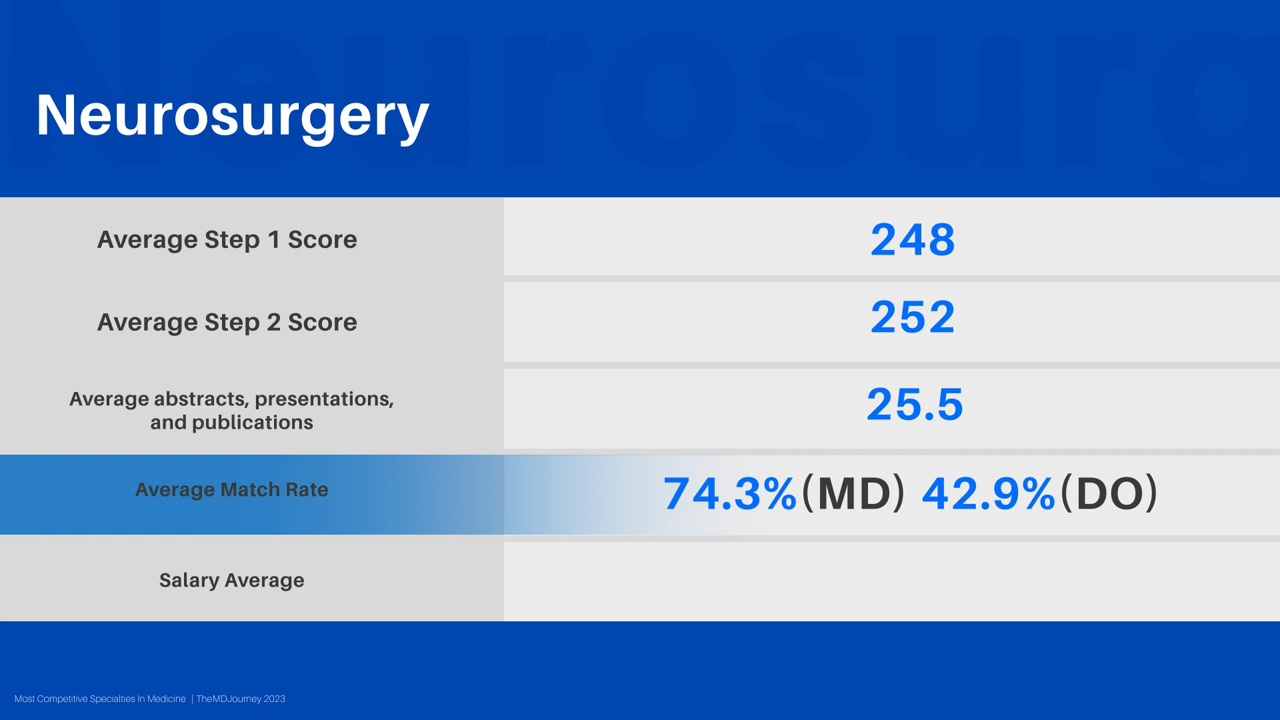 Neurosurg
Neurosurgery
Average Step 1 Score
248
Average Step 2 Score
252
Average abstracts, presentations,
and publications
25.5
Average Match Rate
74.3%(MD) 42.9%(DO)
Salary Average
Most Competitive Specialties In Medicine | TheMDJourney 2023